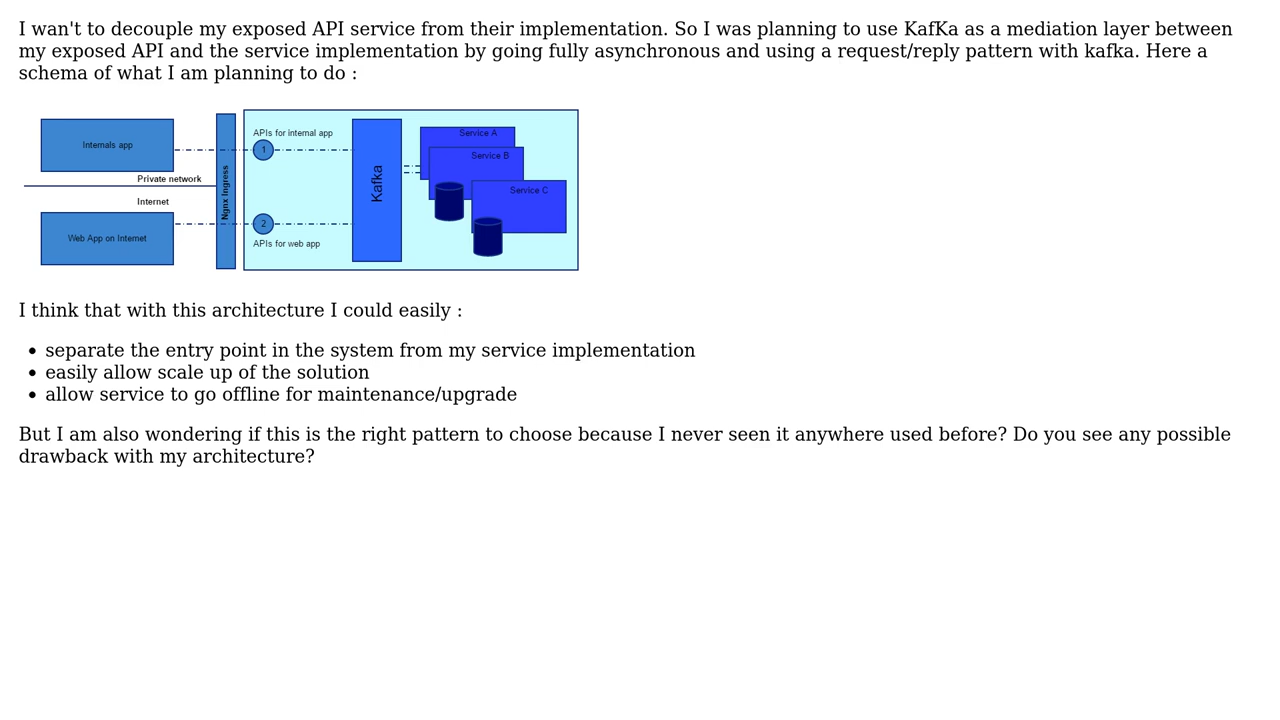 I wan't to decouple my exposed API service from their implementation. So I was planning to use KafKa as a mediation layer between
my exposed API and the service implementation by going fully asynchronous and using a request/reply pattern with kafka. Here a
schema of what I am planning to do :
Internals app
Private network
Internet
Web App on Internet
Ngnx Ingress
APIs for internal app
1
2
APIs for web app
Kafka
Service A
Service B
Service C
I think that with this architecture I could easily :
• separate the entry point in the system from my service implementation
• easily allow scale up of the solution
• allow service to go offline for maintenance/upgrade
But I am also wondering if this is the right pattern to choose because I never seen it anywhere used before? Do you see any possible
drawback with my architecture?